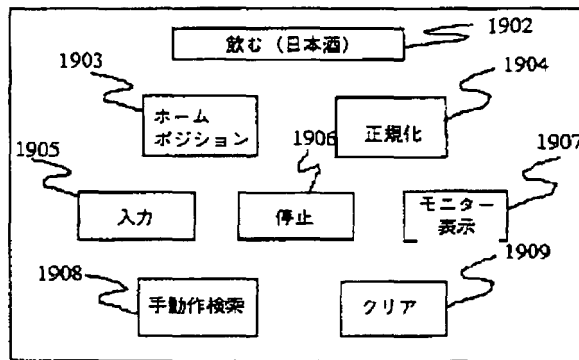 1902
飲む（日本酒）
1903
1904
ホーム
ポジション
正規化
1906
1905
1907
入力
停止
モニター
表示
1908
1909
手動作検索
クリア